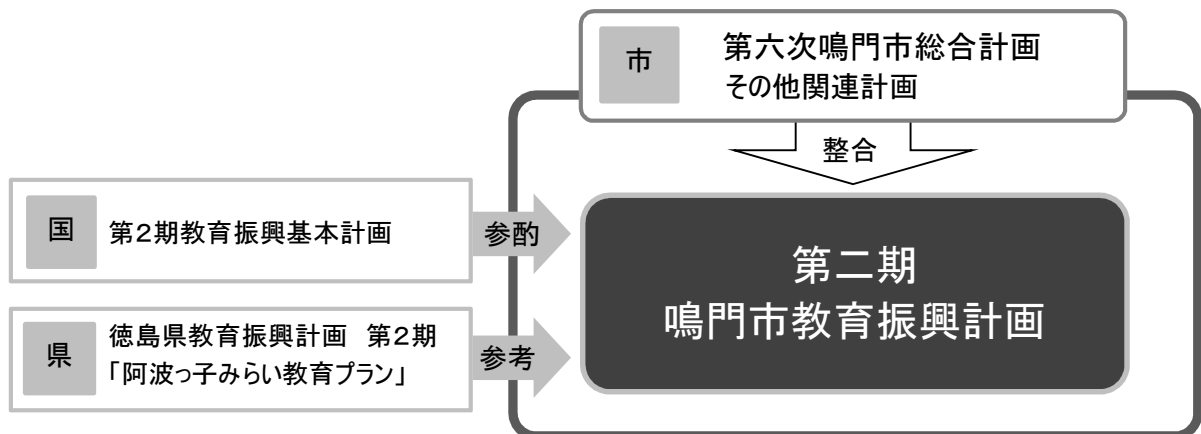 市
第六次鳴門市総合計画
その他関連計画
整合
国
第2期教育振興基本計画
参酌
第二期
鳴門市教育振興計画
県
徳島県教育振興計画　第2期
「阿波っ子みらい教育プラン」
参考